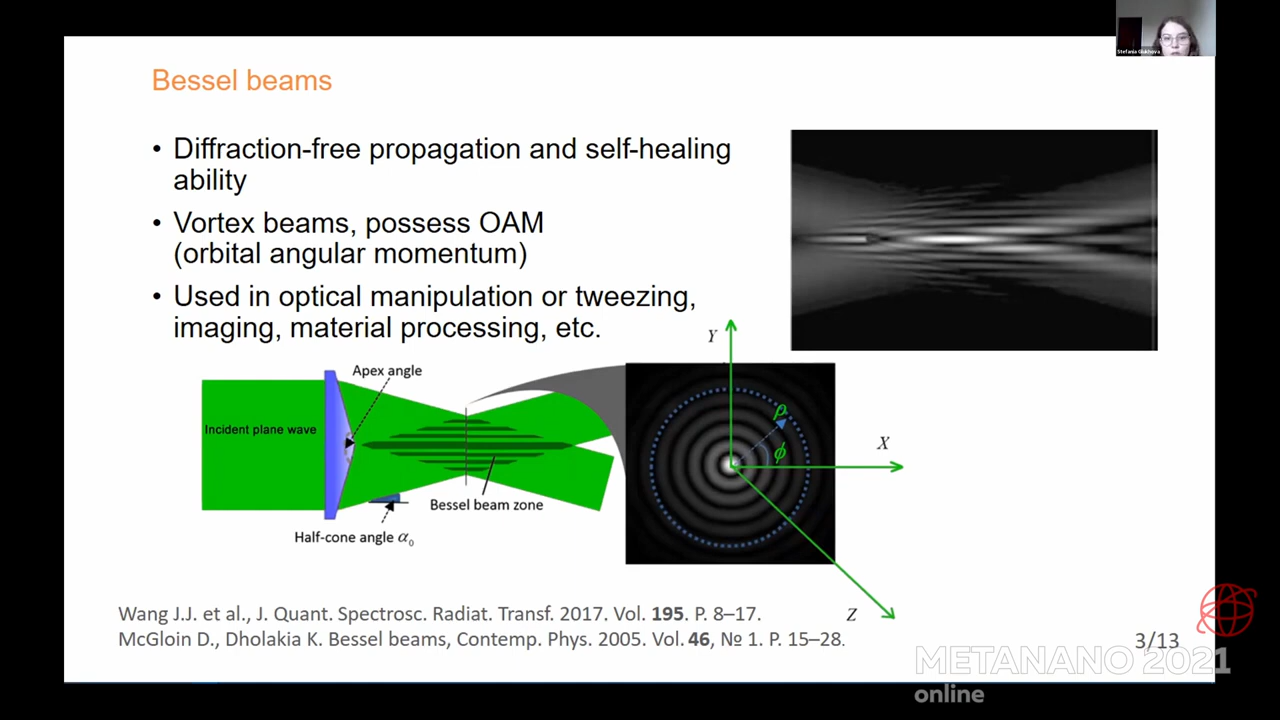 Stefania Glukhova
Bessel beams
• Diffraction-free propagation and self-healing
ability
• Vortex beams, possess OAM
(orbital angular momentum)
• Used in optical manipulation or tweezing,
imaging, material processing, etc.
Apex angle
Incident plane wave
Bessel beam zone
Half-cone angle α₀
Y
ρ
ϕ
X
Z
Wang J.J. et al., J. Quant. Spectrosc. Radiat. Transf. 2017. Vol. 195. P. 8–17.
McGloin D., Dholakia K. Bessel beams, Contemp. Phys. 2005. Vol. 46, № 1. P. 15–28.
3/13
METANANO 2021
online